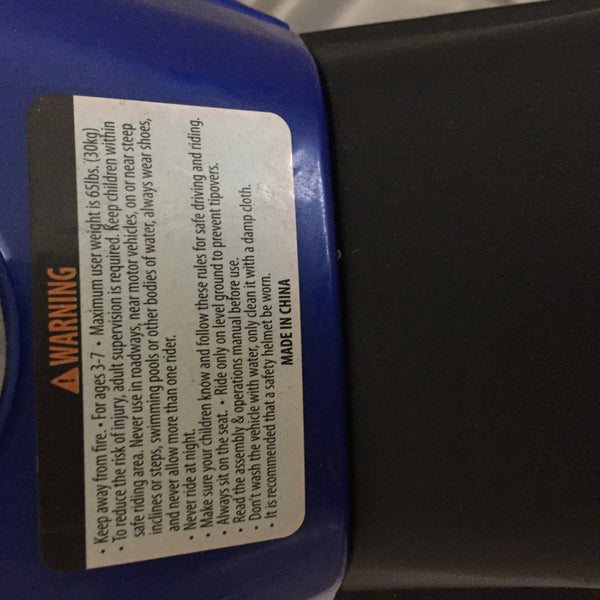 WARNING
• Keep away from fire. • For ages 3-7 • Maximum user weight is 65lbs. (30kg)
• To reduce the risk of injury, adult supervision is required. Keep children within
safe riding area. Never use in roadways, near motor vehicles, on or near steep
inclines or steps, swimming pools or other bodies of water, always wear shoes,
and never allow more than one rider.
• Never ride at night.
• Make sure your children know and follow these rules for safe driving and riding.
• Always sit on the seat. • Ride only on level ground to prevent tipovers.
• Read the assembly & operations manual before use.
• Don't wash the vehicle with water, only clean it with a damp cloth.
• It is recommended that a safety helmet be worn.
MADE IN CHINA